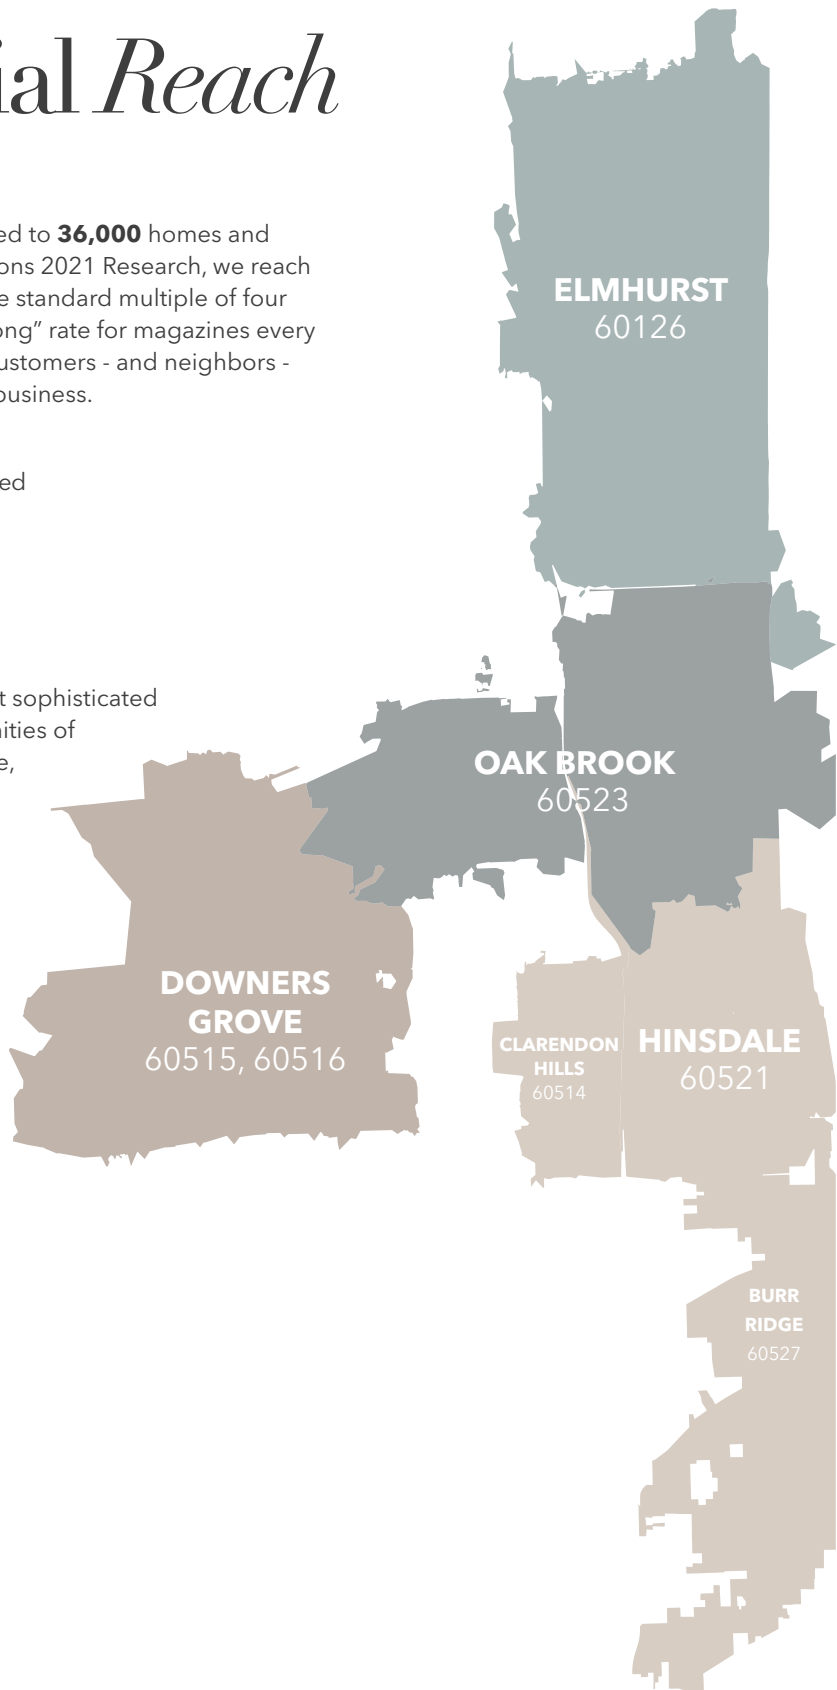 ial Reach
ed to 36,000 homes and
ons 2021 Research, we reach
e standard multiple of four
ong” rate for magazines every
ustomers - and neighbors -
business.
ed
t sophisticated
ities of
e,
ELMHURST
60126
OAK BROOK
60523
DOWNERS
GROVE
60515, 60516
CLARENDON
HILLS
60514
HINSDALE
60521
BURR
RIDGE
60527